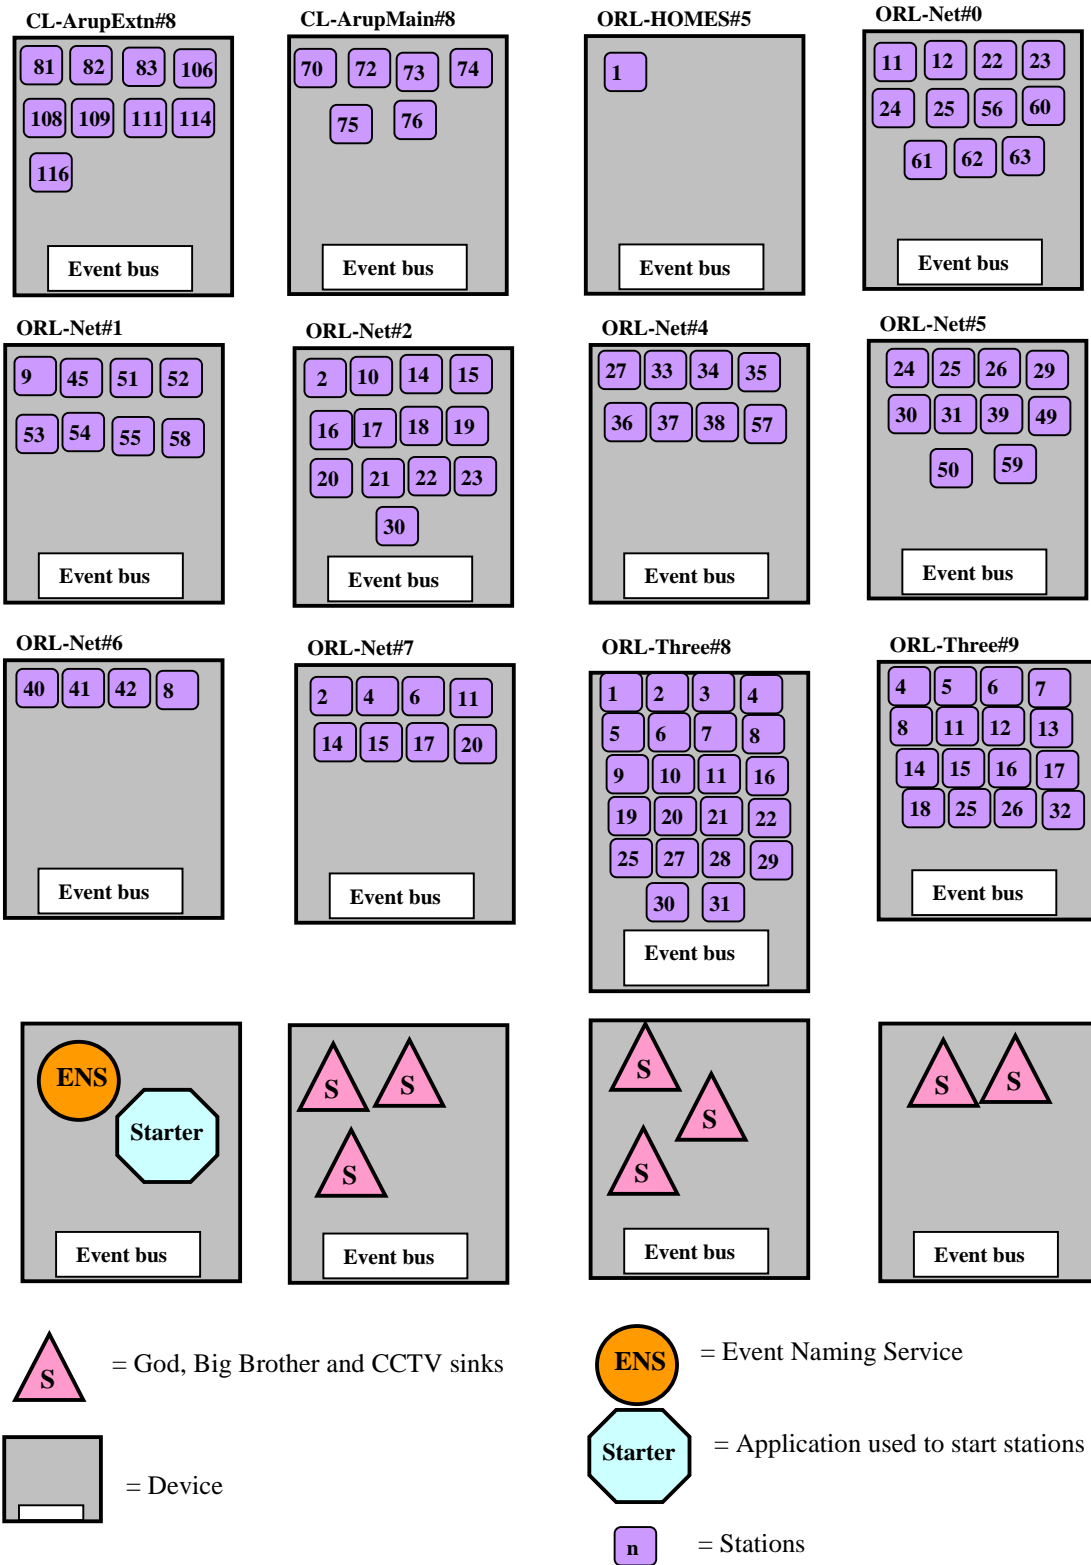 CL-ArupExtn#8 CL-ArupMain#8 ORL-HOMES#5 ORL-Net#0
81 82 83 106
108 109 111 114
116
Event bus
70 72 73 74
75 76
Event bus
1
Event bus
11 12 22 23
24 25 56 60
61 62 63
Event bus
ORL-Net#1 ORL-Net#2 ORL-Net#4 ORL-Net#5
9 45 51 52
53 54 55 58
Event bus
2 10 14 15
16 17 18 19
20 21 22 23
30
Event bus
27 33 34 35
36 37 38 57
Event bus
24 25 26 29
30 31 39 49
50 59
Event bus
ORL-Net#6 ORL-Net#7 ORL-Three#8 ORL-Three#9
40 41 42 8
Event bus
2 4 6 11
14 15 17 20
Event bus
1 2 3 4
5 6 7 8
9 10 11 16
19 20 21 22
25 27 28 29
30 31
Event bus
4 5 6 7
8 11 12 13
14 15 16 17
18 25 26 32
Event bus
ENS
Starter
Event bus
S S
S
Event bus
S
S
S
Event bus
S S
Event bus
S = God, Big Brother and CCTV sinks
ENS = Event Naming Service
Starter = Application used to start stations
= Device
n = Stations